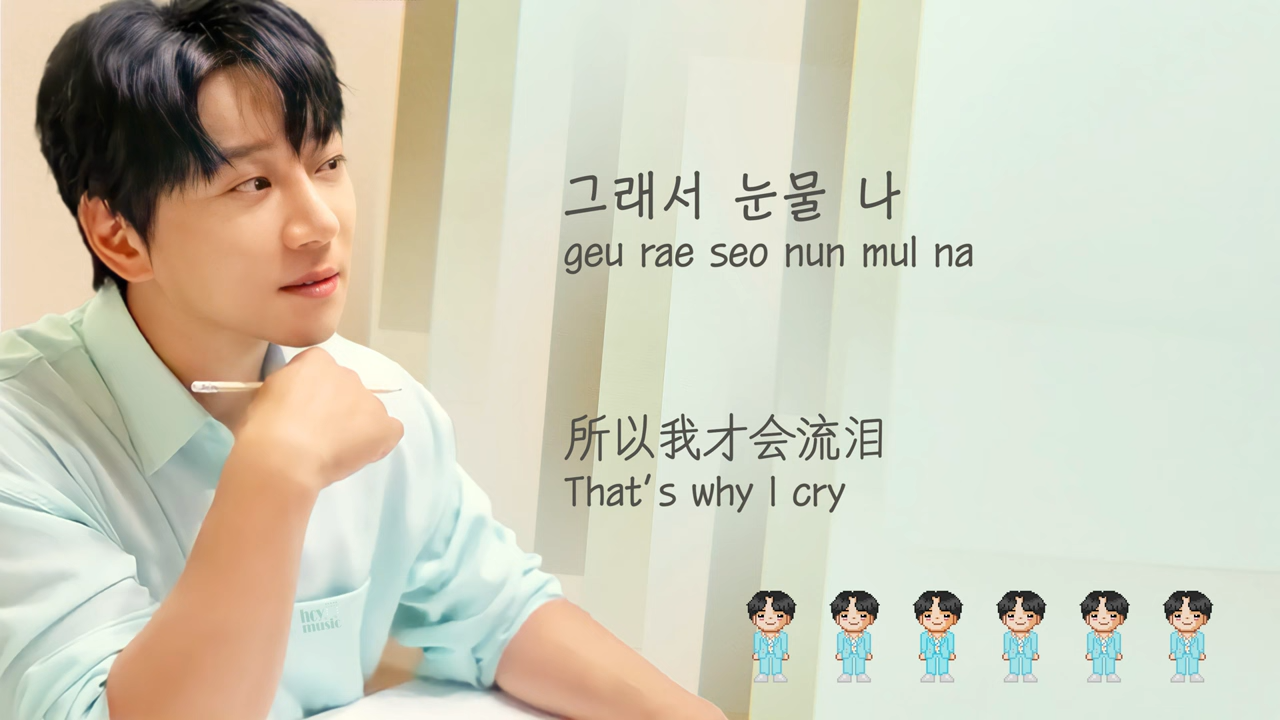 그래서 눈물 나
geu rae seo nun mul na
所以我才会流泪
That's why I cry
music